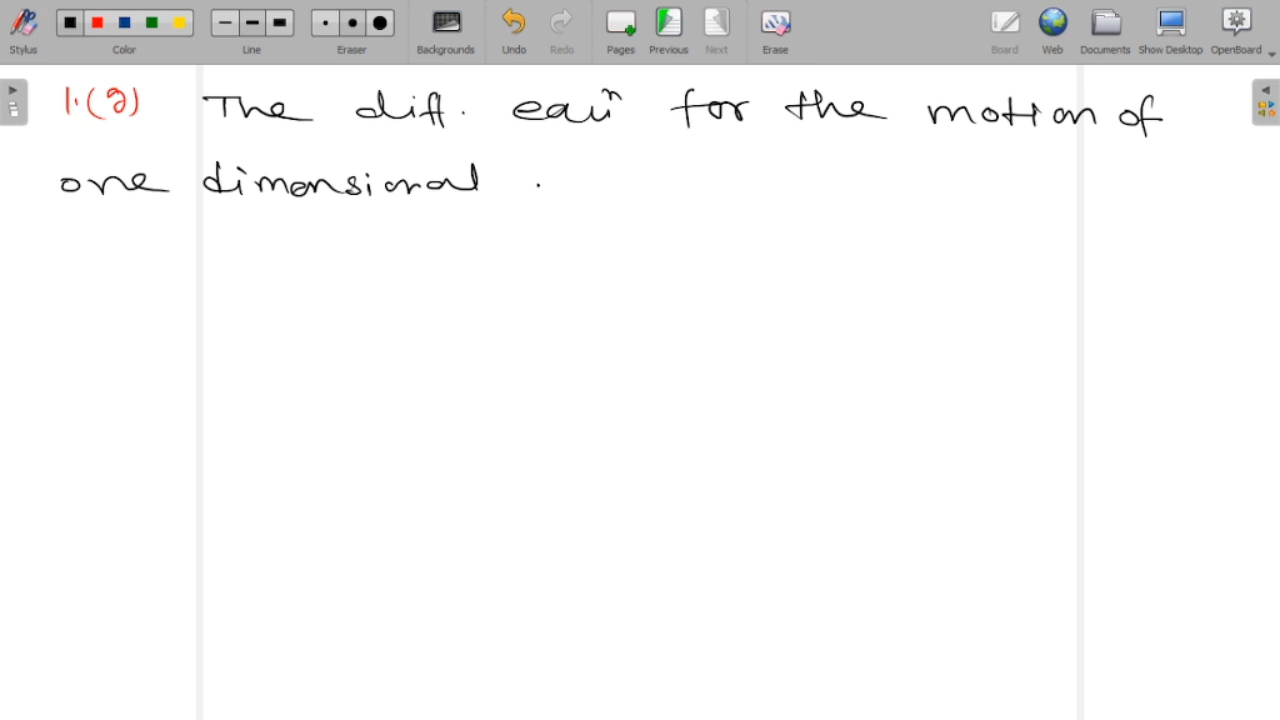 Stylus
Color
Line
Eraser
Backgrounds
Undo
Redo
Pages
Previous
Next
Erase
Board
Web
Documents
Show Desktop
OpenBoard
1.(g) The diff. eqn for the motion of
one dimensional .